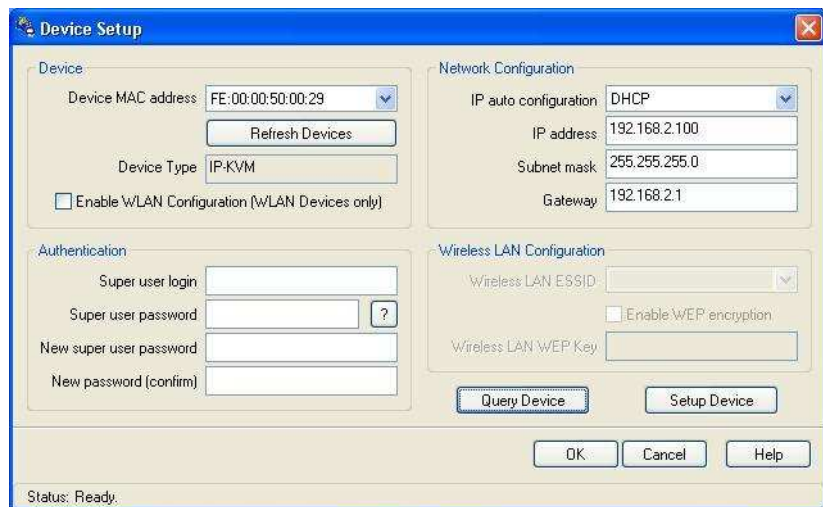 Device Setup
Device
Device MAC address FE:00:00:50:00:29
Refresh Devices
Device Type IP-KVM
Enable WLAN Configuration (WLAN Devices only)
Network Configuration
IP auto configuration DHCP
IP address 192.168.2.100
Subnet mask 255.255.255.0
Gateway 192.168.2.1
Authentication
Super user login
Super user password ?
New super user password
New password (confirm)
Wireless LAN Configuration
Wireless LAN ESSID
Enable WEP encryption
Wireless LAN WEP Key
Query Device Setup Device
OK Cancel Help
Status: Ready.